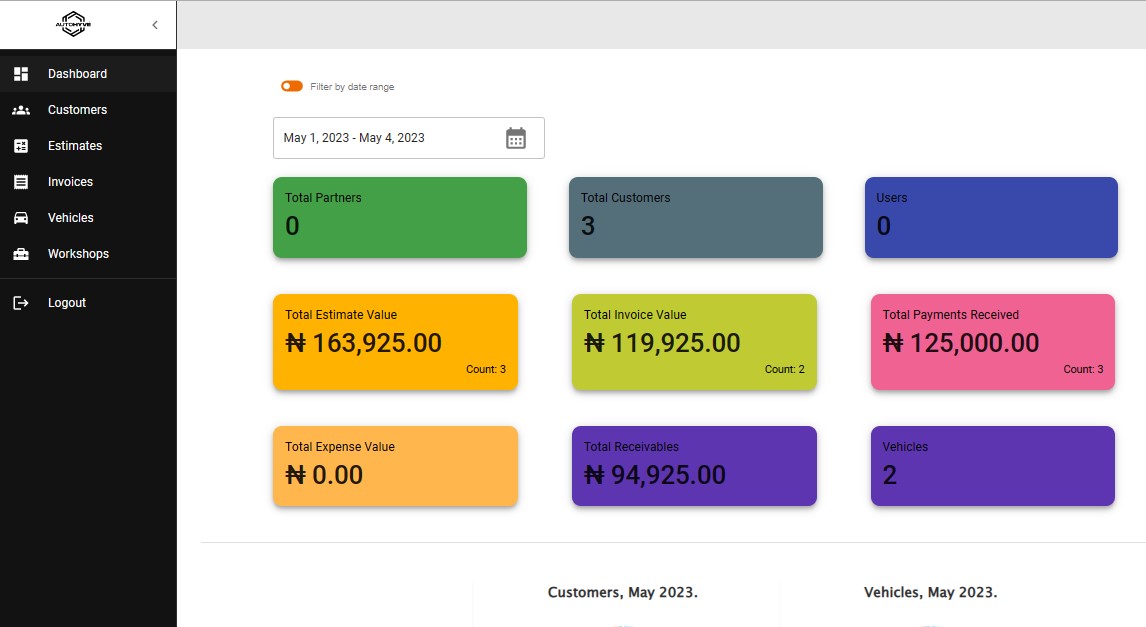 AUTOHYVE
Dashboard
Customers
Estimates
Invoices
Vehicles
Workshops
Logout
Filter by date range
May 1, 2023 - May 4, 2023
Total Partners
0
Total Customers
3
Users
0
Total Estimate Value
₦ 163,925.00
Count: 3
Total Invoice Value
₦ 119,925.00
Count: 2
Total Payments Received
₦ 125,000.00
Count: 3
Total Expense Value
₦ 0.00
Total Receivables
₦ 94,925.00
Vehicles
2
Customers, May 2023.
Vehicles, May 2023.